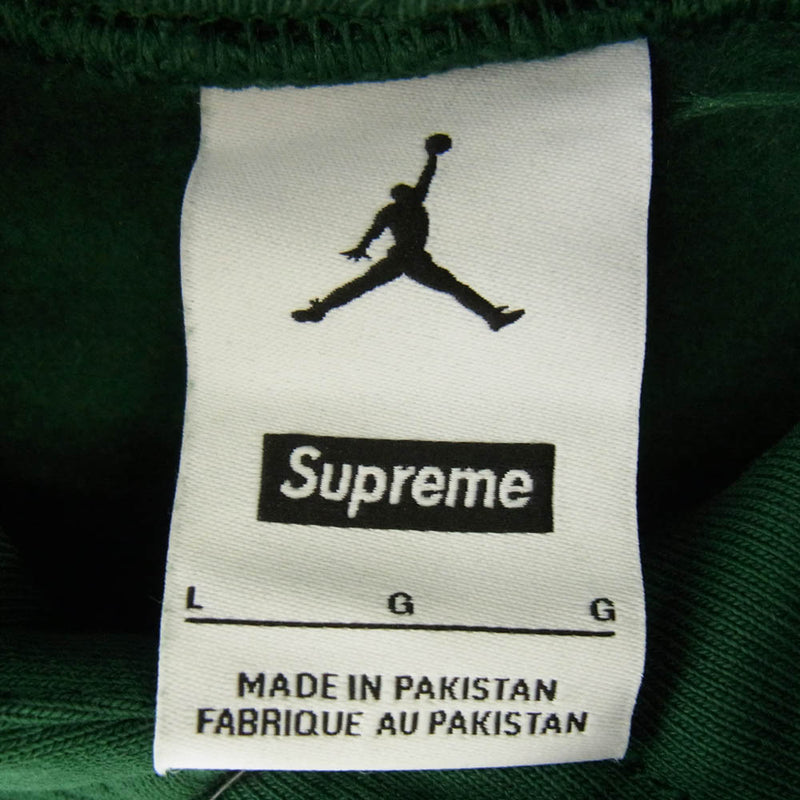 Supreme
L G G
MADE IN PAKISTAN
FABRIQUE AU PAKISTAN